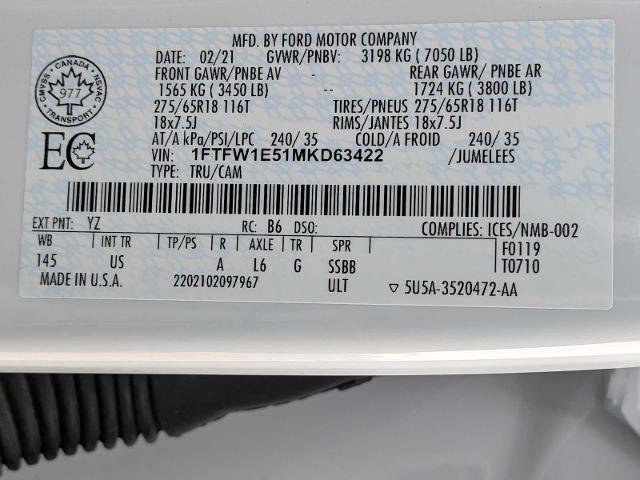 MFD. BY FORD MOTOR COMPANY
DATE: 02/21 GVWR/PNBV: 3198 KG ( 7050 LB)
FRONT GAWR/PNBE AV - REAR GAWR/ PNBE AR
1565 KG ( 3450 LB) -- 1724 KG ( 3800 LB)
275/65R18 116T TIRES/PNEUS 275/65R18 116T
18x7.5J RIMS/JANTES 18x7.5J
AT/A kPa/PSI/LPC 240/ 35 COLD/A FROID 240/ 35
VIN: 1FTFW1E51MKD63422 /JUMELEES
TYPE: TRU/CAM
CMVSS · CANADA · NSVAC
977
TRANSPORT
EC
EXT PNT: YZ RC: B6 DSO: COMPLIES: ICES/NMB-002
WB INT TR TP/PS R AXLE TR SPR F0119
145 US A L6 G SSBB T0710
MADE IN U.S.A. 2202102097967 ULT ▽ 5U5A-3520472-AA